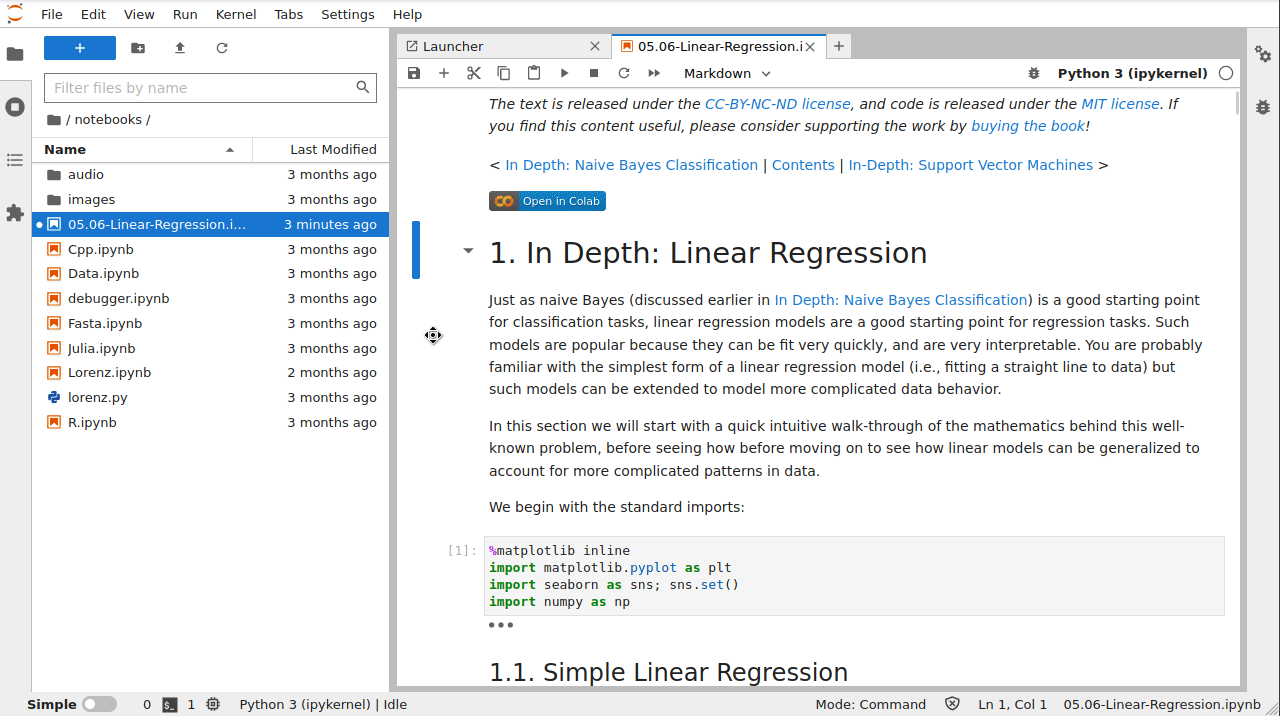 File Edit View Run Kernel Tabs Settings Help
+
Filter files by name
/ notebooks /
Name Last Modified
audio 3 months ago
images 3 months ago
05.06-Linear-Regression.i... 3 minutes ago
Cpp.ipynb 3 months ago
Data.ipynb 3 months ago
debugger.ipynb 3 months ago
Fasta.ipynb 3 months ago
Julia.ipynb 3 months ago
Lorenz.ipynb 2 months ago
lorenz.py 3 months ago
R.ipynb 3 months ago
Launcher
05.06-Linear-Regression.i
Markdown
Python 3 (ipykernel)
The text is released under the CC-BY-NC-ND license, and code is released under the MIT license. If
you find this content useful, please consider supporting the work by buying the book!
< In Depth: Naive Bayes Classification | Contents | In-Depth: Support Vector Machines >
Open in Colab
1. In Depth: Linear Regression
Just as naive Bayes (discussed earlier in In Depth: Naive Bayes Classification) is a good starting point
for classification tasks, linear regression models are a good starting point for regression tasks. Such
models are popular because they can be fit very quickly, and are very interpretable. You are probably
familiar with the simplest form of a linear regression model (i.e., fitting a straight line to data) but
such models can be extended to model more complicated data behavior.
In this section we will start with a quick intuitive walk-through of the mathematics behind this well-
known problem, before seeing how before moving on to see how linear models can be generalized to
account for more complicated patterns in data.
We begin with the standard imports:
[1]: %matplotlib inline
import matplotlib.pyplot as plt
import seaborn as sns; sns.set()
import numpy as np
1.1. Simple Linear Regression
Simple 0 1 Python 3 (ipykernel) | Idle Mode: Command Ln 1, Col 1 05.06-Linear-Regression.ipynb